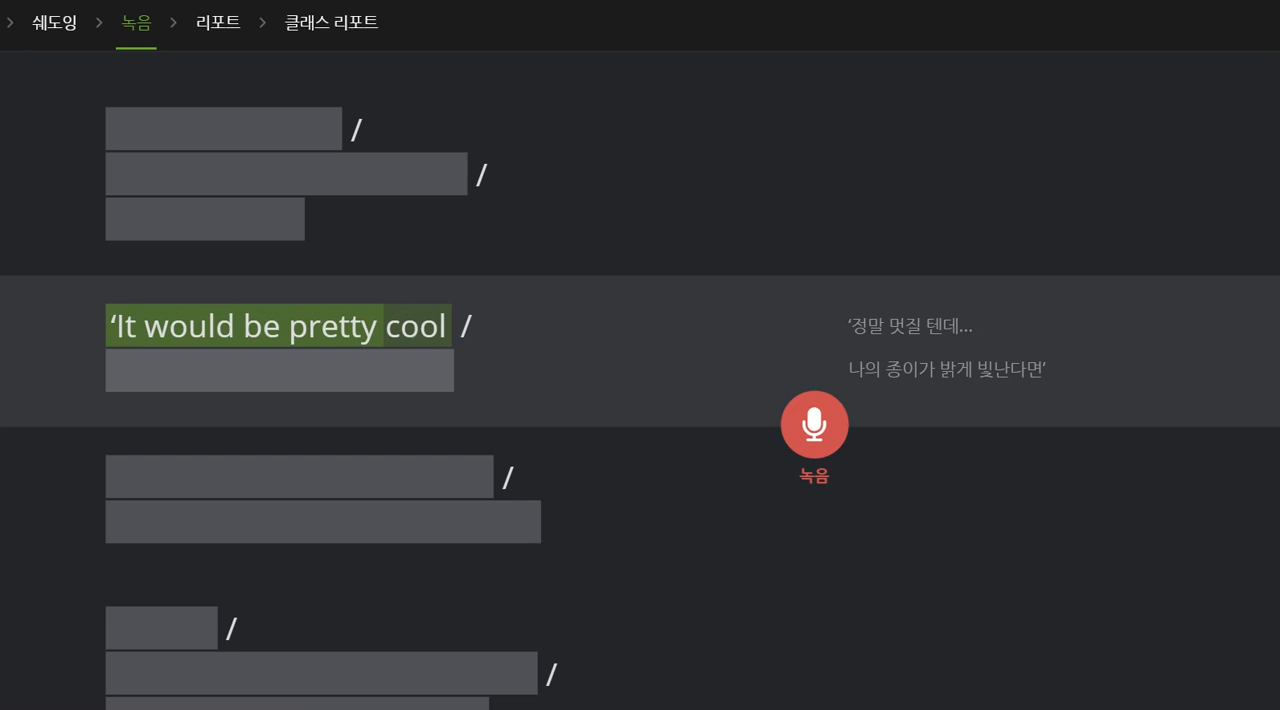 쉐도잉 > 녹음 > 리포트 > 클래스 리포트
/
/
‘It would be pretty cool /
‘정말 멋질 텐데...
나의 종이가 밝게 빛난다면’
녹음
/
/
/